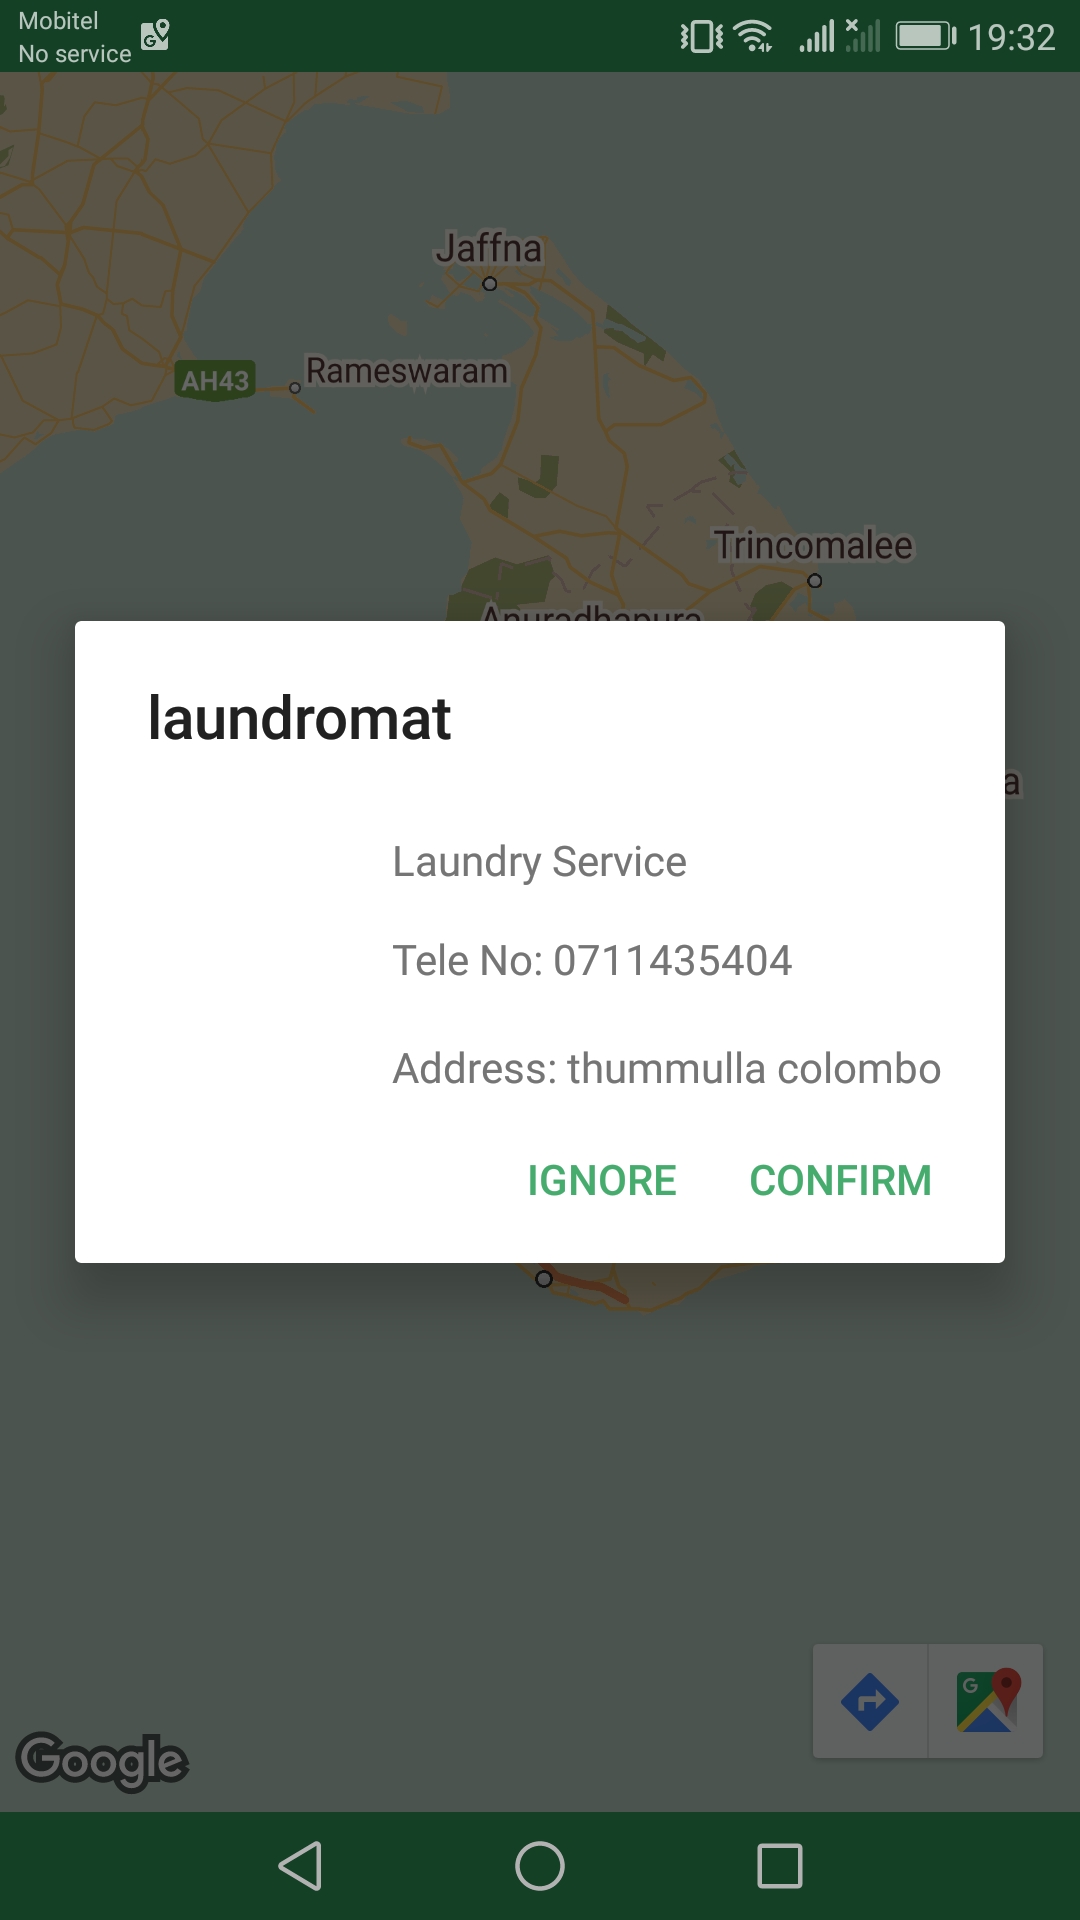 Mobitel
No service
19:32
Jaffna
AH43
Rameswaram
Trincomalee
Anuradhapura
laundromat
a
Laundry Service
Tele No: 0711435404
Address: thummulla colombo
IGNORE CONFIRM
G
Google